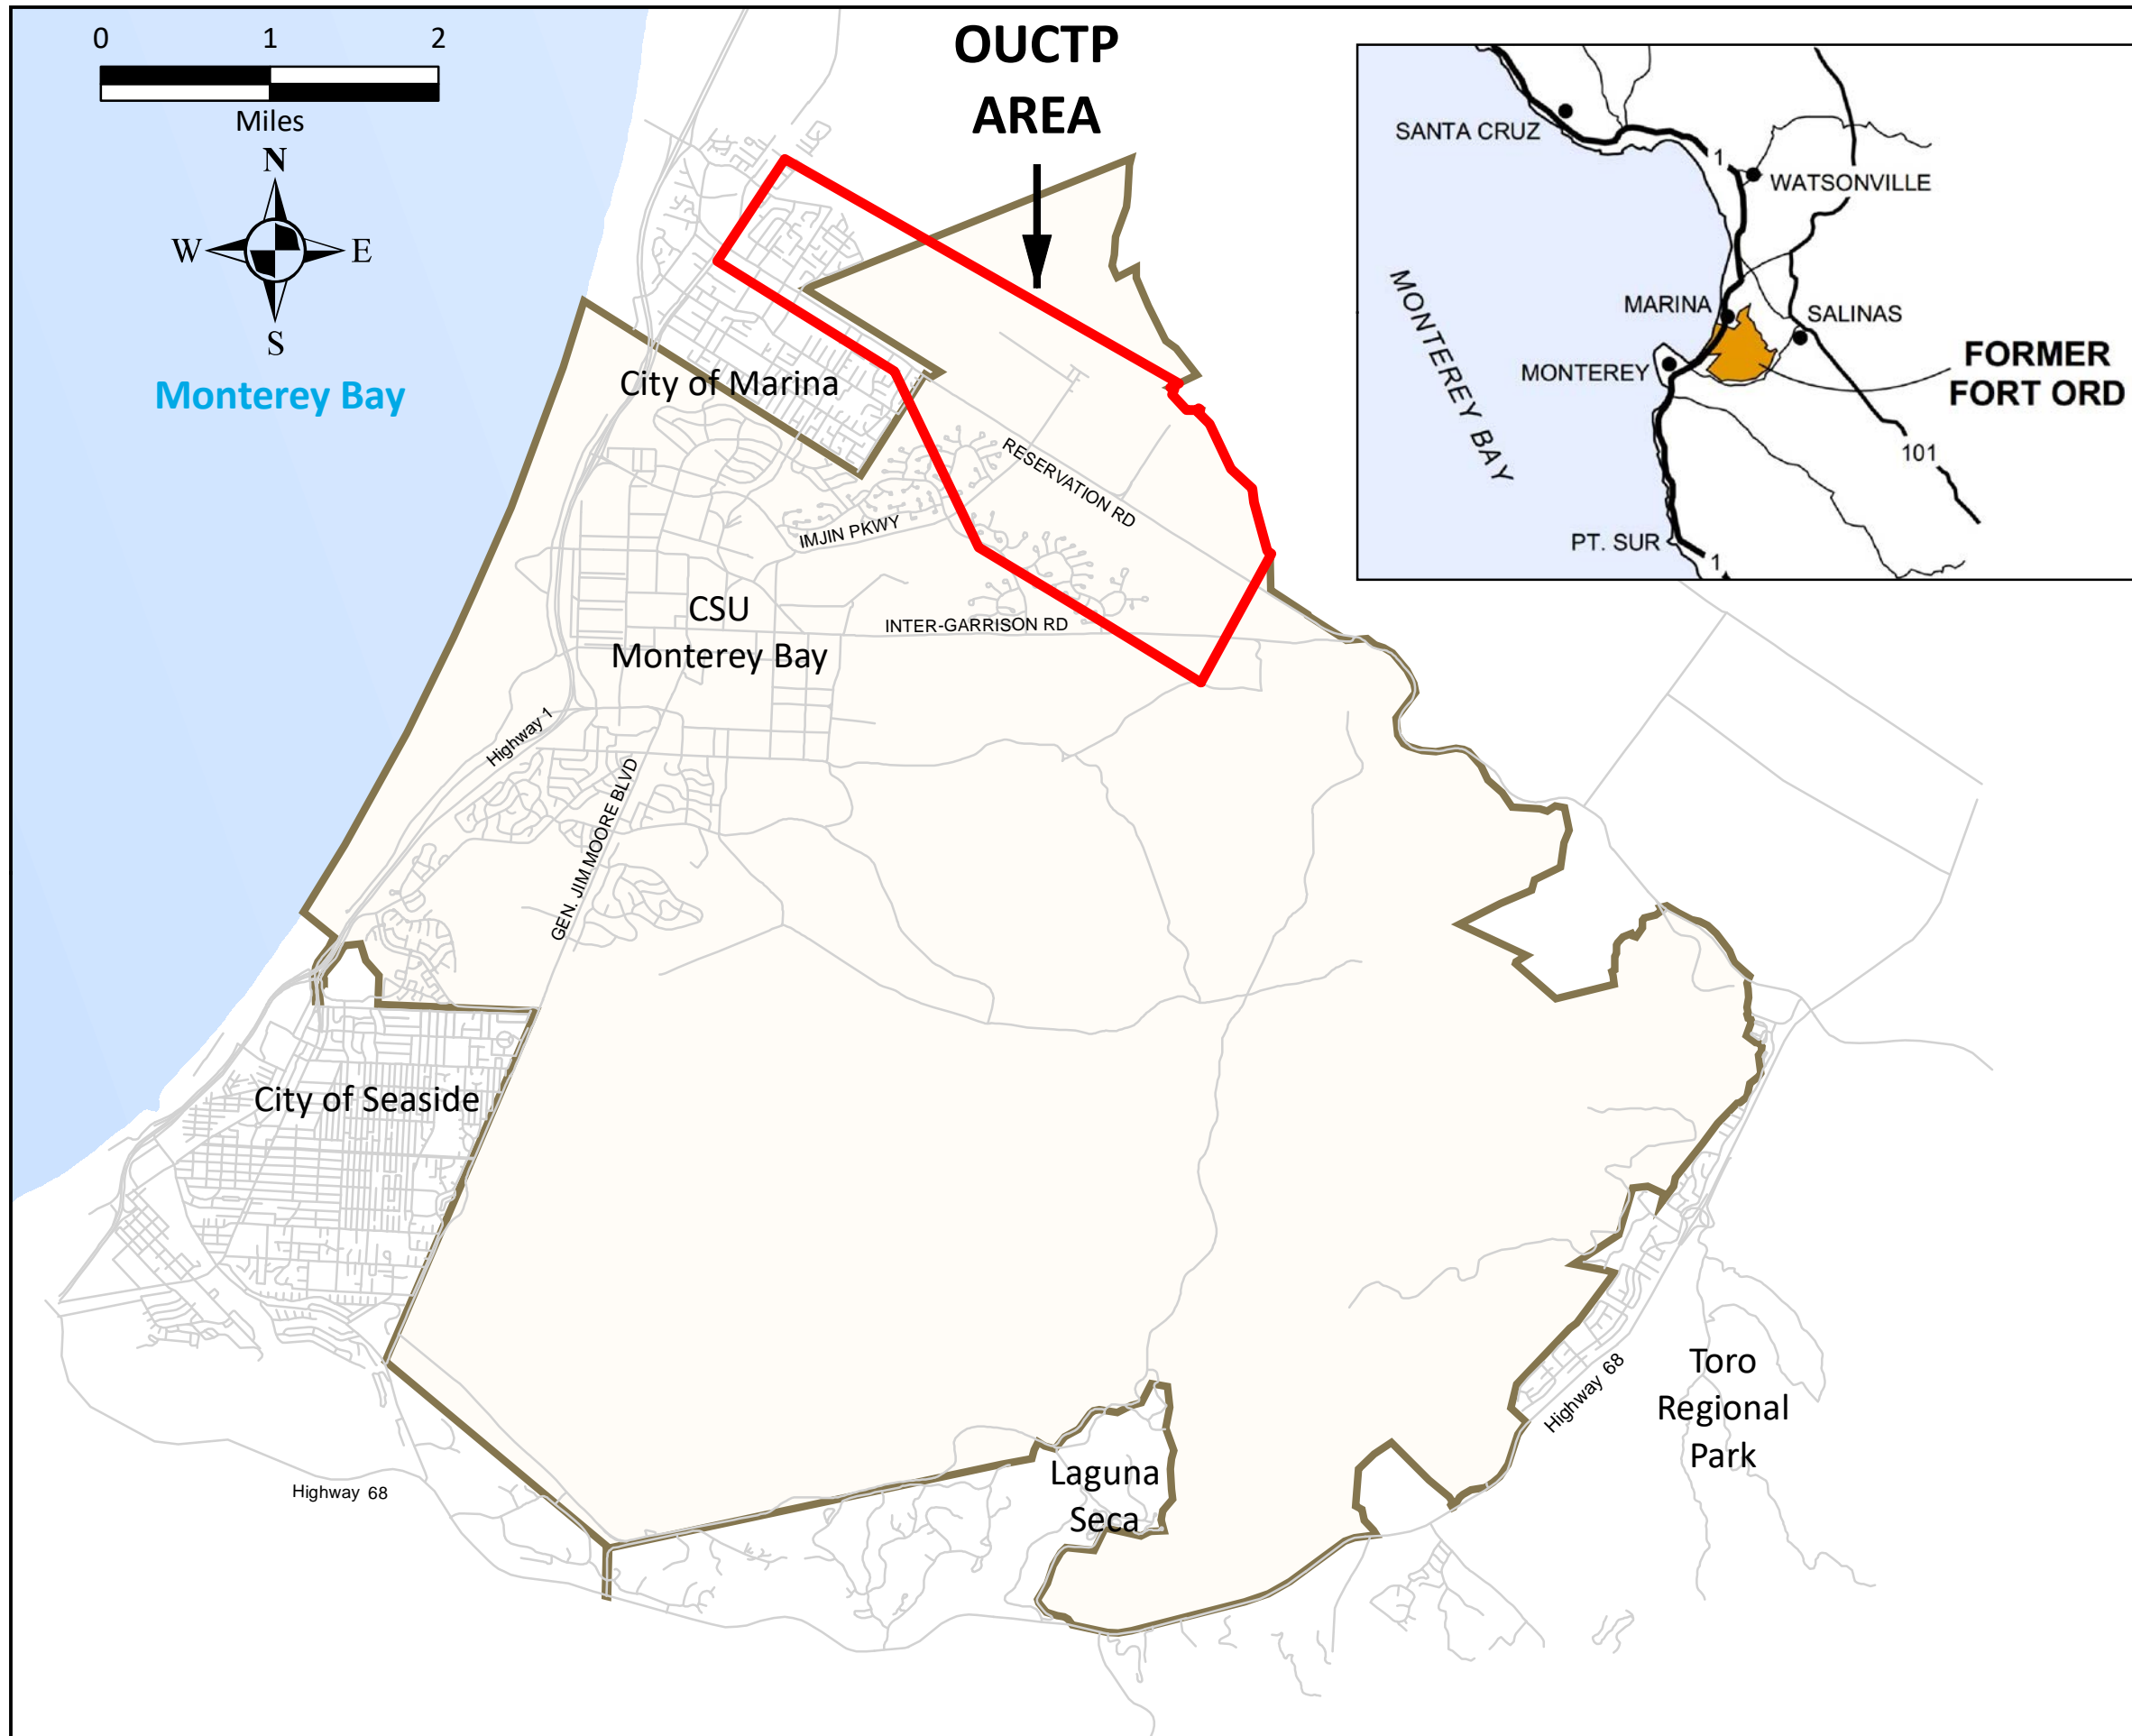 0 1 2
Miles
N
W E
S
Monterey Bay
OUCTP
AREA
SANTA CRUZ
1
WATSONVILLE
MONTEREY BAY
MARINA
SALINAS
MONTEREY
FORMER
FORT ORD
101
PT. SUR
1
City of Marina
RESERVATION RD
IMJIN PKWY
CSU
Monterey Bay
INTER-GARRISON RD
Highway 1
GEN. JIM MOORE BLVD
City of Seaside
Highway 68
Toro
Regional
Park
Laguna
Seca
Highway 68